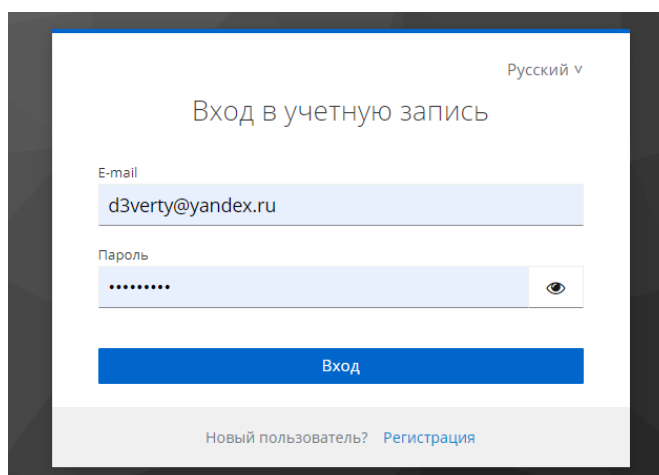 Русский ˅
Вход в учетную запись
E-mail
d3verty@yandex.ru
Пароль
•••••••••
Вход
Новый пользователь? Регистрация